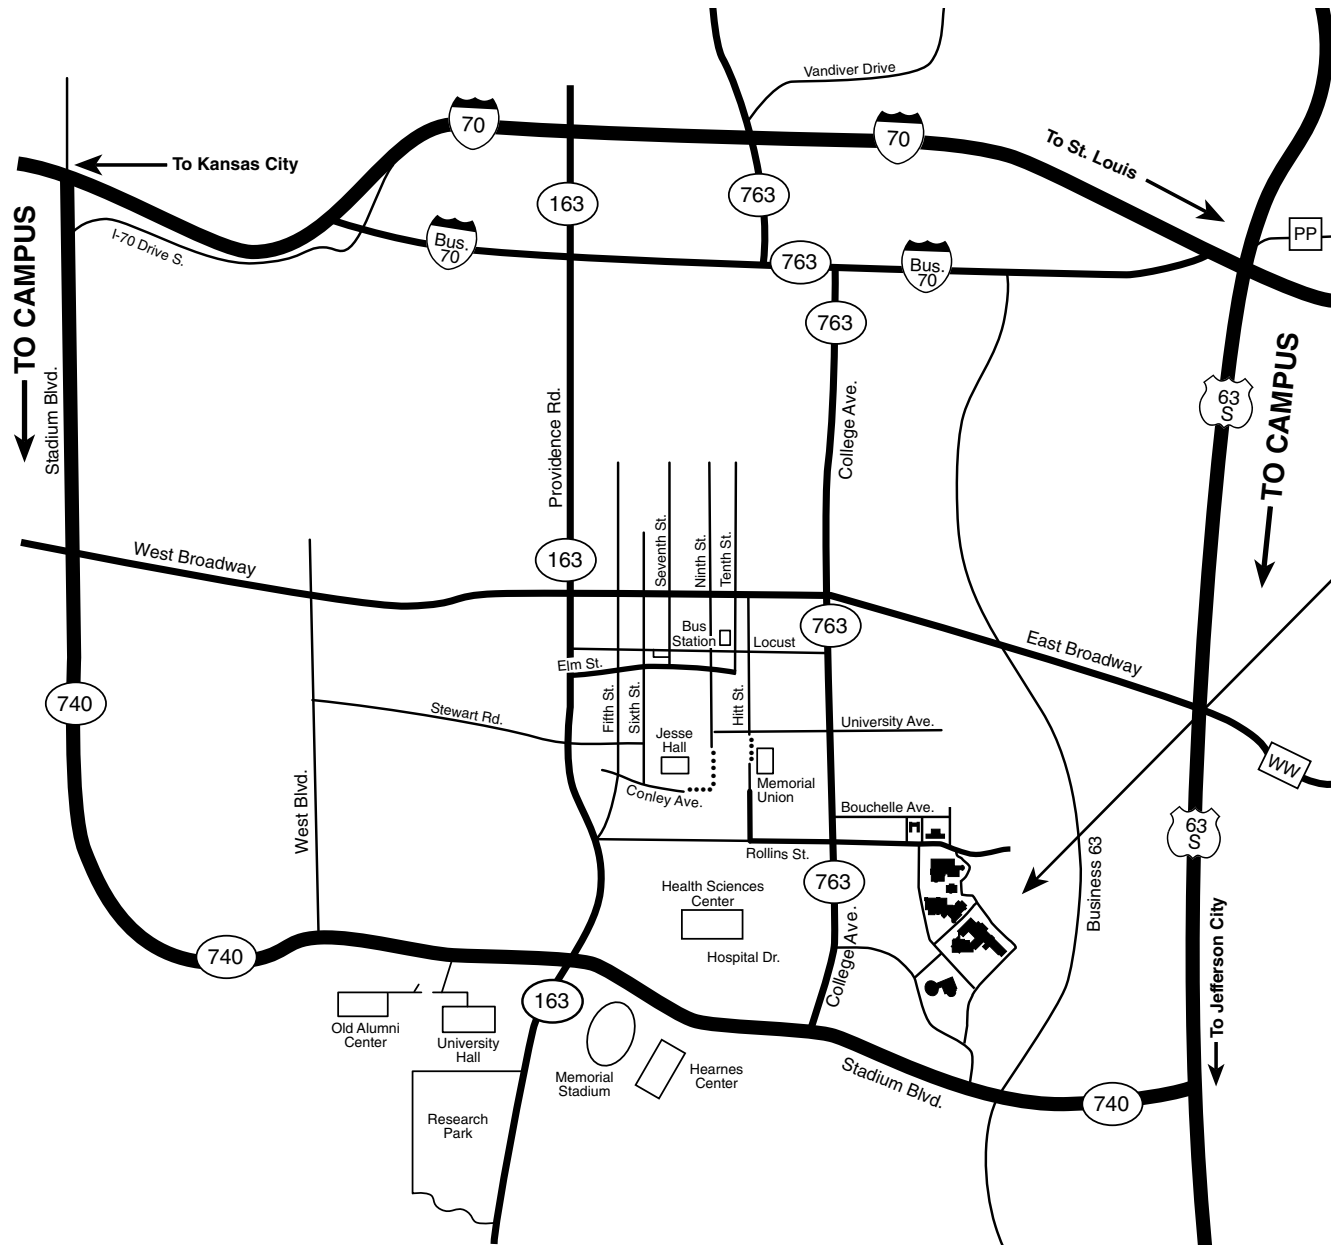 Vandiver Drive
70
70
To St. Louis
To Kansas City
163
763
PP
I-70 Drive S.
Bus.
70
763
Bus.
70
TO CAMPUS
763
Stadium Blvd.
Providence Rd.
College Ave.
63
S
TO CAMPUS
West Broadway
163
Seventh St.
Ninth St.
Tenth St.
763
Bus
Station
Locust
East Broadway
Elm St.
740
Stewart Rd.
Fifth St.
Sixth St.
Hitt St.
University Ave.
Jesse
Hall
WW
Memorial
Union
Conley Ave.
West Blvd.
Bouchelle Ave.
63
S
Rollins St.
Business 63
763
Health Sciences
Center
To Jefferson City
740
Hospital Dr.
College Ave.
163
Old Alumni
Center
University
Hall
Memorial
Stadium
Hearnes
Center
Stadium Blvd.
740
Research
Park